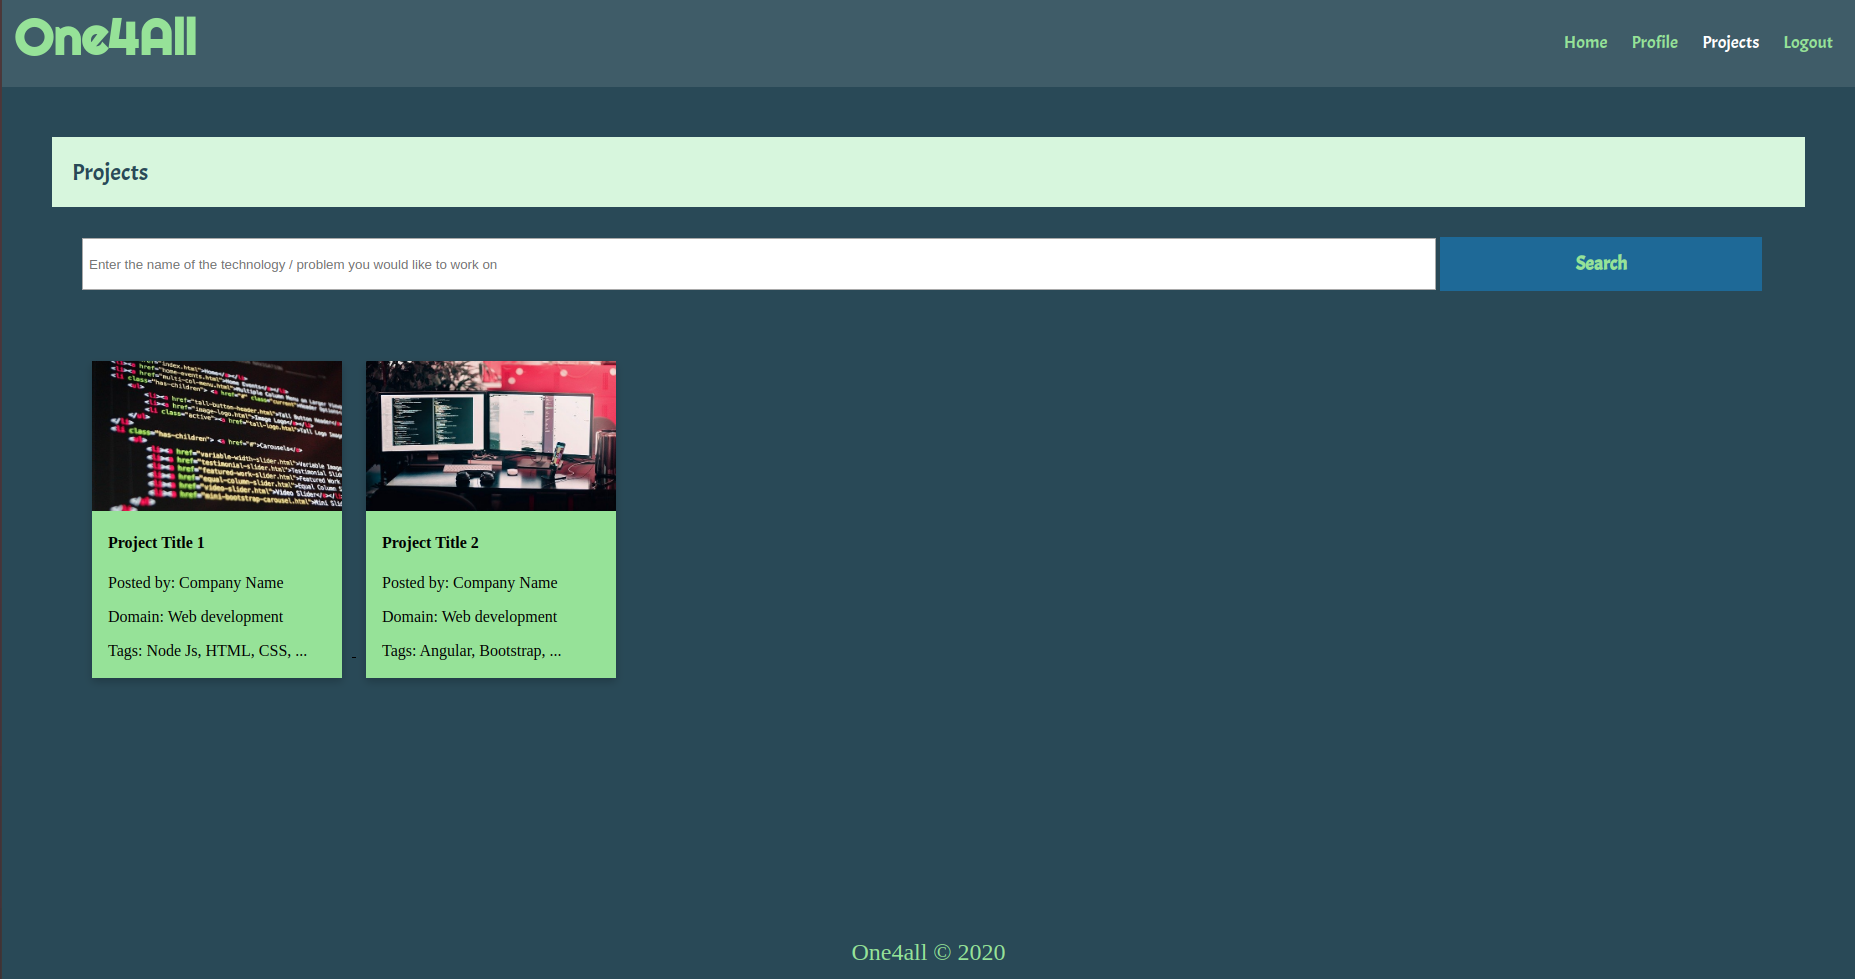 One4All
Home Profile Projects Logout
Projects
Enter the name of the technology / problem you would like to work on
Search
Project Title 1
Posted by: Company Name
Domain: Web development
Tags: Node Js, HTML, CSS, ...
Project Title 2
Posted by: Company Name
Domain: Web development
Tags: Angular, Bootstrap, ...
One4all © 2020